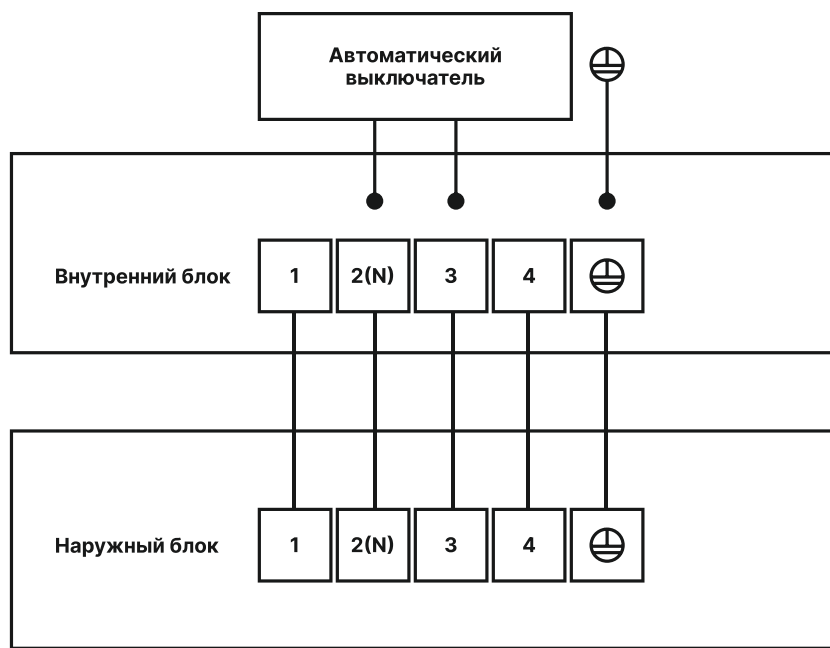 Автоматический
выключатель
Внутренний блок
1
2(N)
3
4
Наружный блок
1
2(N)
3
4